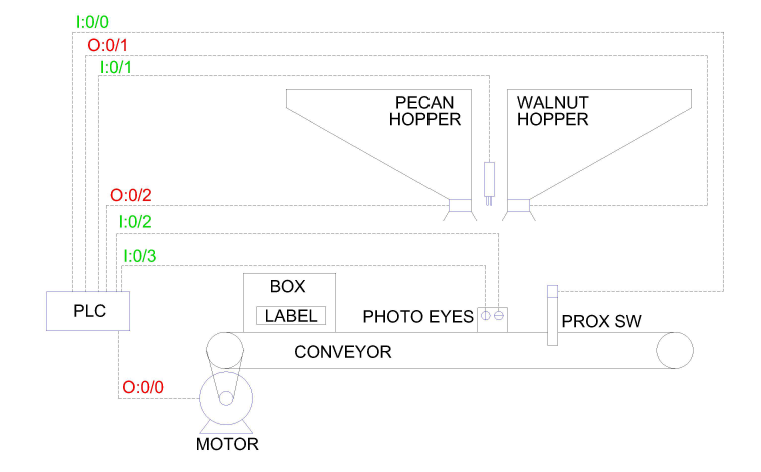 I:0/0
O:0/1
I:0/1
PECAN
HOPPER
WALNUT
HOPPER
O:0/2
I:0/2
I:0/3
BOX
LABEL
PLC
PHOTO EYES
PROX SW
CONVEYOR
O:0/0
MOTOR